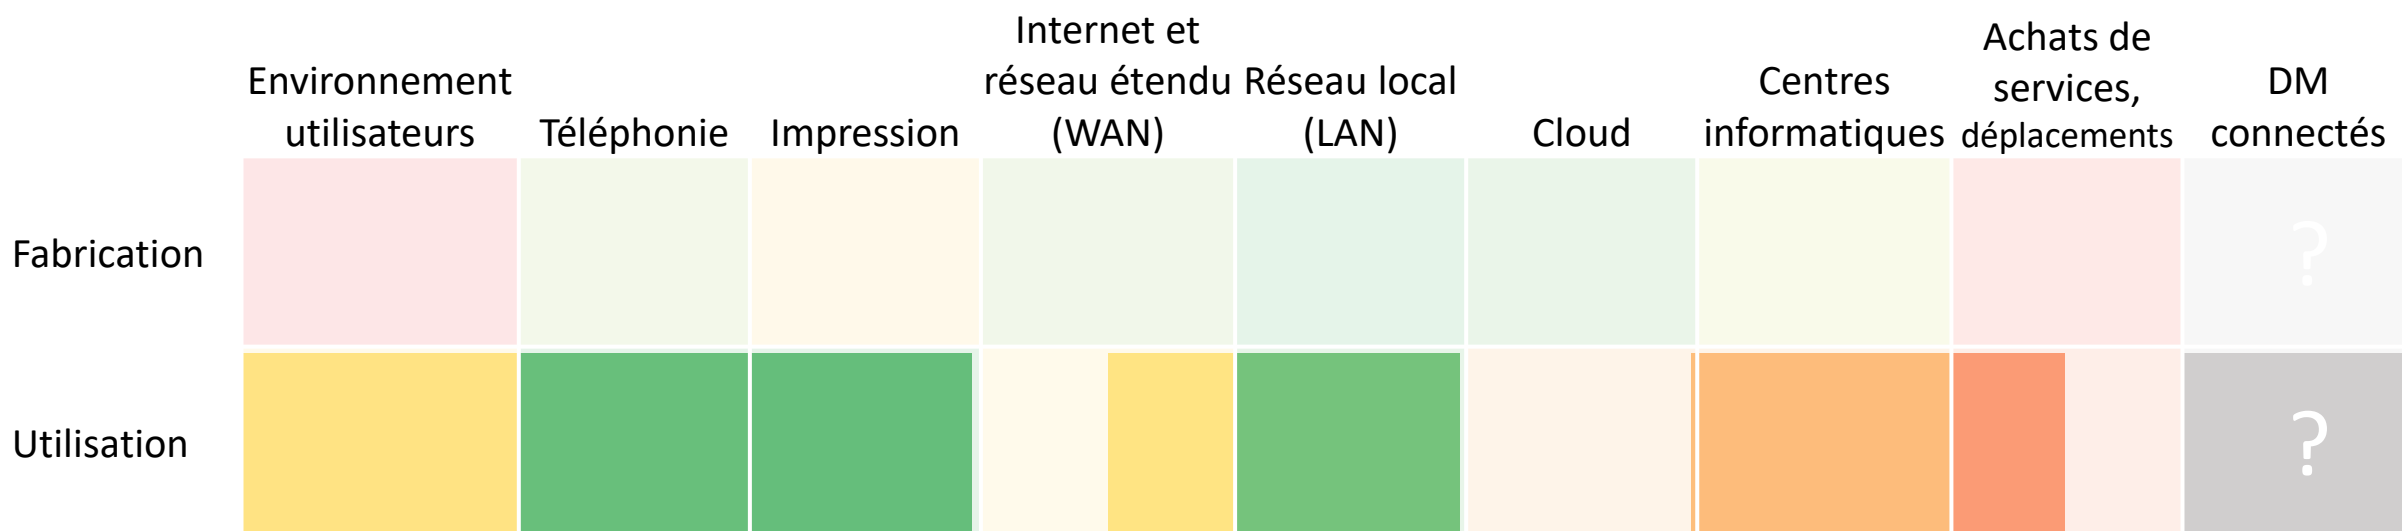 Environnement
utilisateurs
Téléphonie
Impression
Internet et
réseau étendu
(WAN)
Réseau local
(LAN)
Cloud
Centres
informatiques
Achats de
services,
déplacements
DM
connectés
Fabrication
?
Utilisation
?